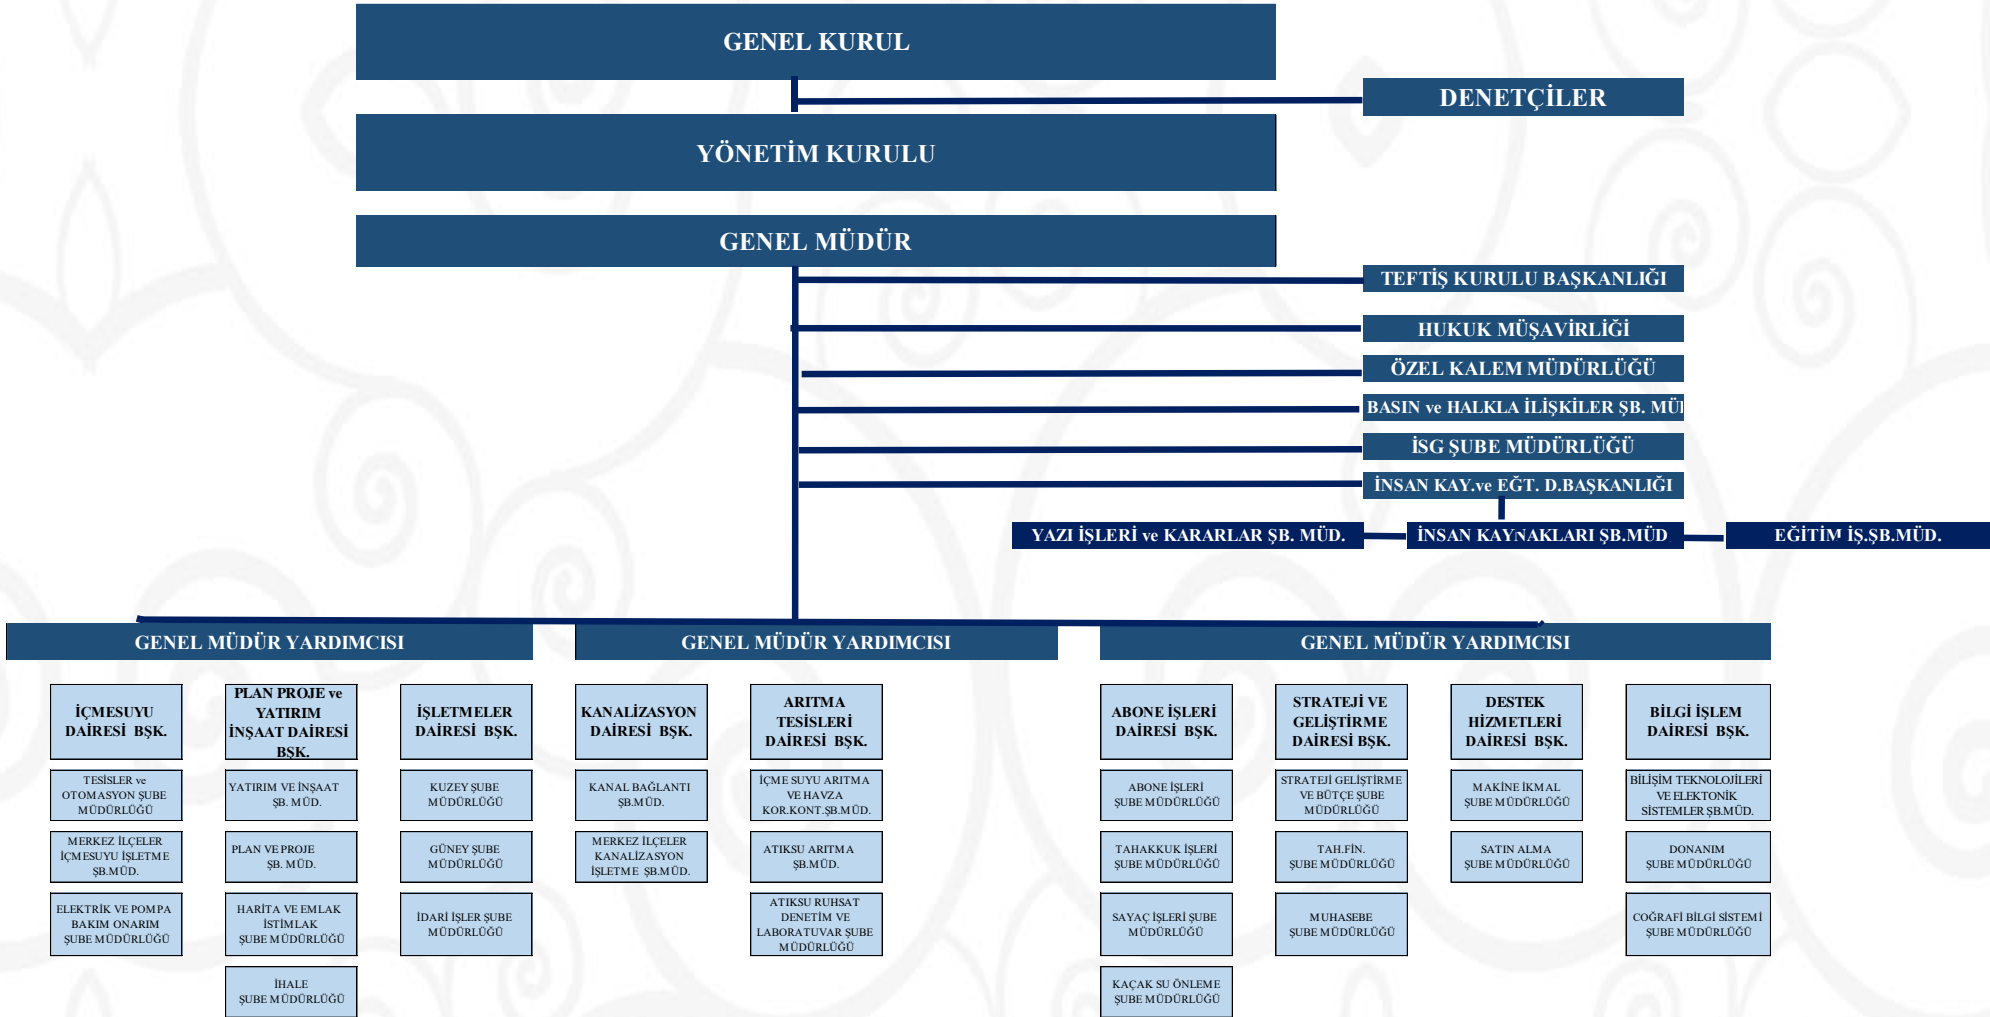 GENEL KURUL
DENETÇİLER
YÖNETİM KURULU
GENEL MÜDÜR
TEFTİŞ KURULU BAŞKANLIĞI
HUKUK MÜŞAVİRLİĞİ
ÖZEL KALEM MÜDÜRLÜĞÜ
BASIN ve HALKLA İLİŞKİLER ŞB. MÜ
İSG ŞUBE MÜDÜRLÜĞÜ
İNSAN KAY.ve EĞT. D.BAŞKANLIĞI
YAZI İŞLERİ ve KARARLAR ŞB. MÜD.
İNSAN KAYNAKLARI ŞB.MÜD
EĞİTİM İŞ.ŞB.MÜD.
GENEL MÜDÜR YARDIMCISI
GENEL MÜDÜR YARDIMCISI
GENEL MÜDÜR YARDIMCISI
İÇMESUYU
DAİRESİ BŞK.
PLAN PROJE ve
YATIRIM
İNŞAAT DAİRESİ
BŞK.
İŞLETMELER
DAİRESİ BŞK.
KANALİZASYON
DAİRESİ BŞK.
ARITMA
TESİSLERİ
DAİRESİ BŞK.
ABONE İŞLERİ
DAİRESİ BŞK.
STRATEJİ VE
GELİŞTİRME
DAİRESİ BŞK.
DESTEK
HİZMETLERİ
DAİRESİ BŞK.
BİLGİ İŞLEM
DAİRESİ BŞK.
TESİSLER ve
OTOMASYON ŞUBE
MÜDÜRLÜĞÜ
YATIRIM VE İNŞAAT
ŞB. MÜD.
KUZEY ŞUBE
MÜDÜRLÜĞÜ
KANAL BAĞLANTI
ŞB.MÜD.
İÇME SUYU ARITMA
VE HAVZA
KOR.KONT.ŞB.MÜD.
ABONE İŞLERİ
ŞUBE MÜDÜRLÜĞÜ
STRATEJİ GELİŞTİRME
VE BÜTÇE ŞUBE
MÜDÜRLÜĞÜ
MAKİNE İKMAL
ŞUBE MÜDÜRLÜĞÜ
BİLİŞİM TEKNOLOJİLERİ
VE ELEKTONİK
SİSTEMLER ŞB.MÜD.
MERKEZ İLÇELER
İÇMESUYU İŞLETME
ŞB.MÜD.
PLAN VE PROJE
ŞB. MÜD.
GÜNEY ŞUBE
MÜDÜRLÜĞÜ
MERKEZ İLÇELER
KANALİZASYON
İŞLETME ŞB.MÜD.
ATIKSU ARITMA
ŞB.MÜD.
TAHAKKUK İŞLERİ
ŞUBE MÜDÜRLÜĞÜ
TAH.FİN.
ŞUBE MÜDÜRLÜĞÜ
SATIN ALMA
ŞUBE MÜDÜRLÜĞÜ
DONANIM
ŞUBE MÜDÜRLÜĞÜ
ELEKTRİK VE POMPA
BAKIM ONARIM
ŞUBE MÜDÜRLÜĞÜ
HARİTA VE EMLAK
İSTİMLAK
ŞUBE MÜDÜRLÜĞÜ
İDARİ İŞLER ŞUBE
MÜDÜRLÜĞÜ
ATIKSU RUHSAT
DENETİM VE
LABORATUVAR ŞUBE
MÜDÜRLÜĞÜ
SAYAÇ İŞLERİ ŞUBE
MÜDÜRLÜĞÜ
MUHASEBE
ŞUBE MÜDÜRLÜĞÜ
COĞRAFİ BİLGİ SİSTEMİ
ŞUBE MÜDÜRLÜĞÜ
İHALE
ŞUBE MÜDÜRLÜĞÜ
KAÇAK SU ÖNLEME
ŞUBE MÜDÜRLÜĞÜ